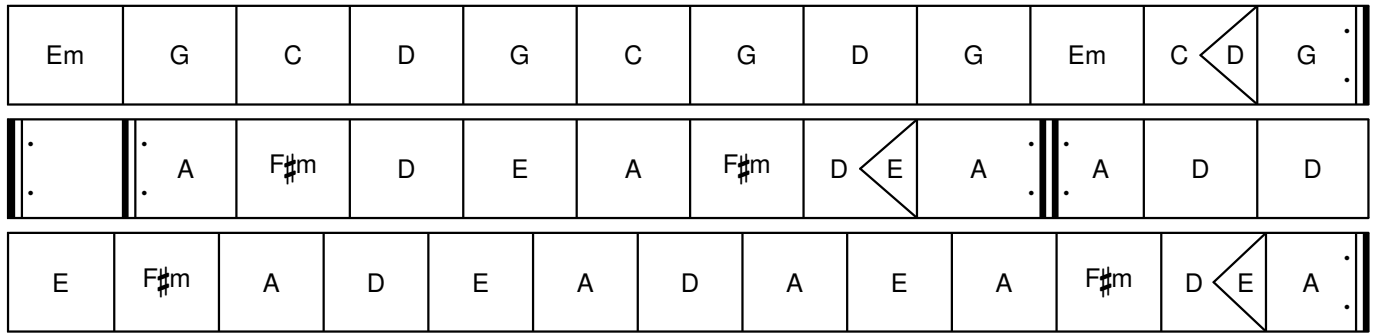 Em G C D G C G D G Em C D G
A F♯m D E A F♯m D E A A D D
E F♯m A D E A D A E A F♯m D E A